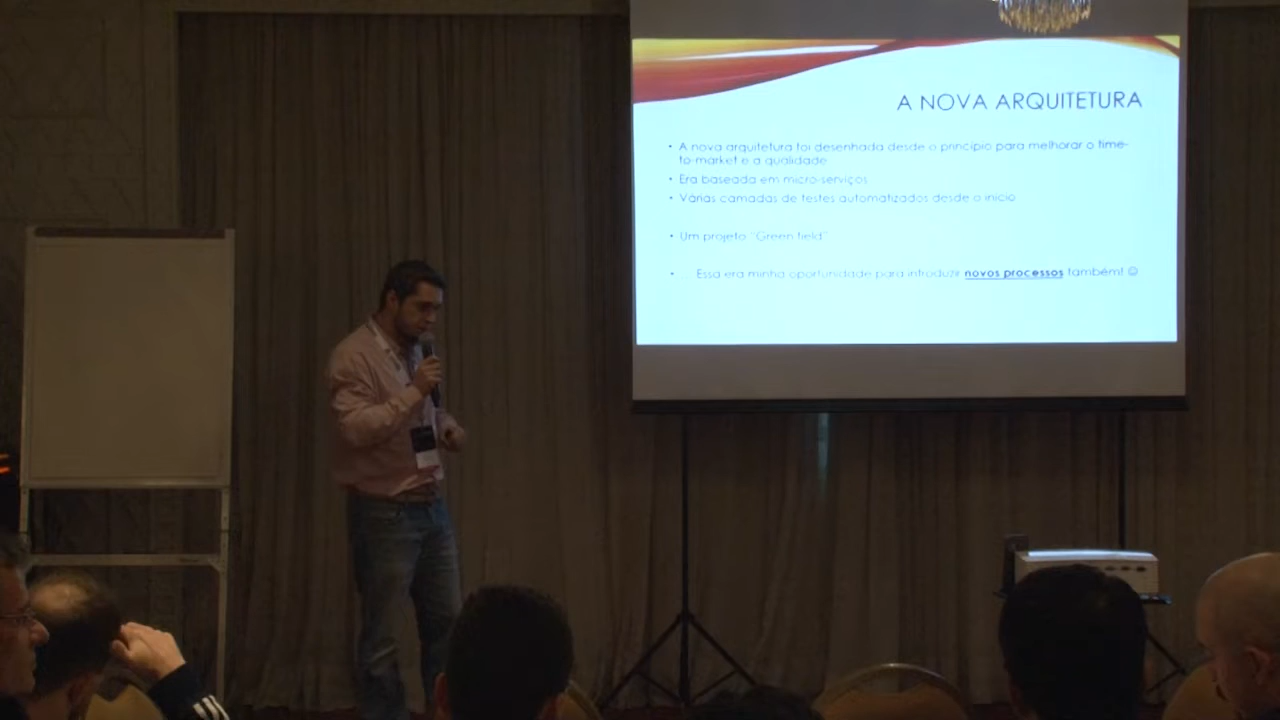 A NOVA ARQUITETURA
• A nova arquitetura foi desenhada desde o princípio para melhorar o time-
to-market e a qualidade
• Era baseada em micro-serviços
• Várias camadas de testes automatizados desde o início
• Um projeto "Green field"
• ... Essa era minha oportunidade para introduzir novos processos também! ☺